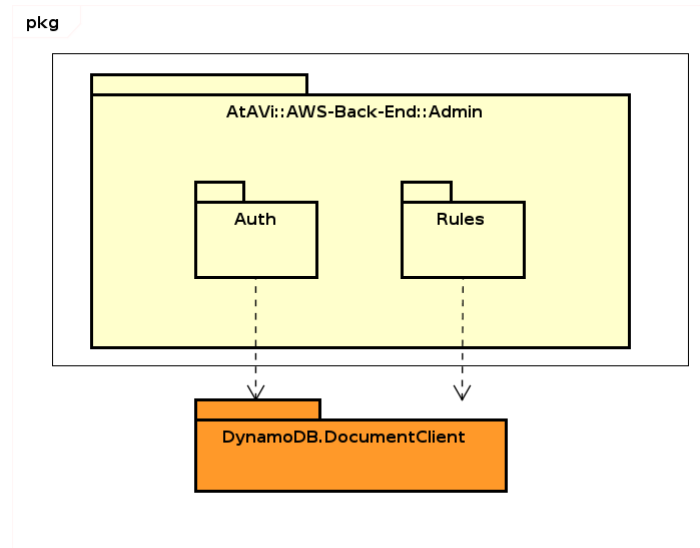 pkg
AtAVi::AWS-Back-End::Admin
Auth
Rules
DynamoDB.DocumentClient